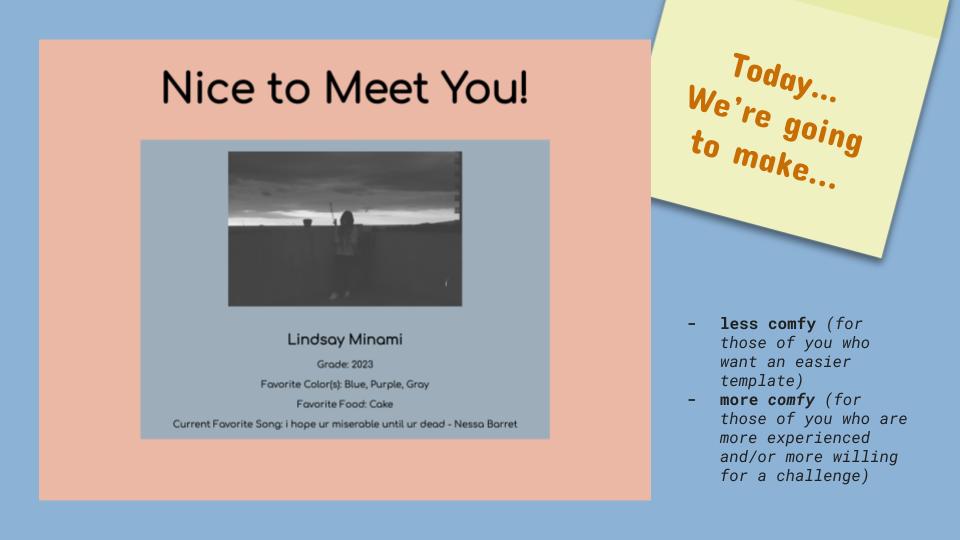 Nice to Meet You!
Lindsay Minami
Grade: 2023
Favorite Color(s): Blue, Purple, Gray
Favorite Food: Cake
Current Favorite Song: i hope ur miserable until ur dead - Nessa Barret
Today...
We're going
to make...
- less comfy (for
those of you who
want an easier
template)
- more comfy (for
those of you who are
more experienced
and/or more willing
for a challenge)